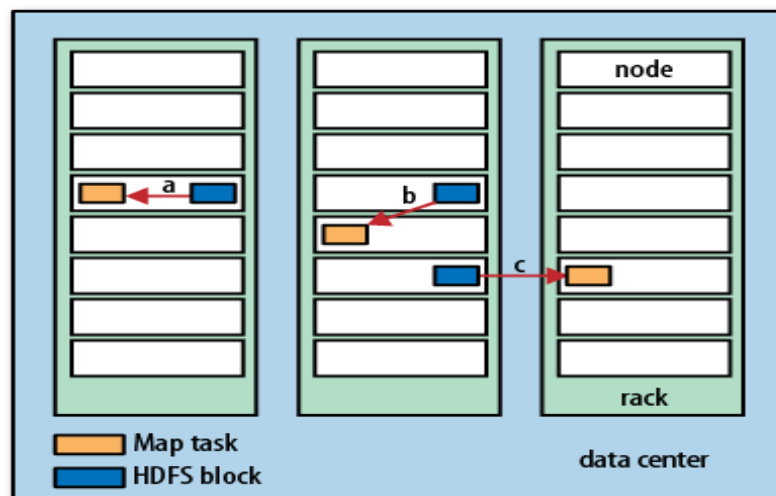 node
a
b
c
rack
Map task
HDFS block
data center